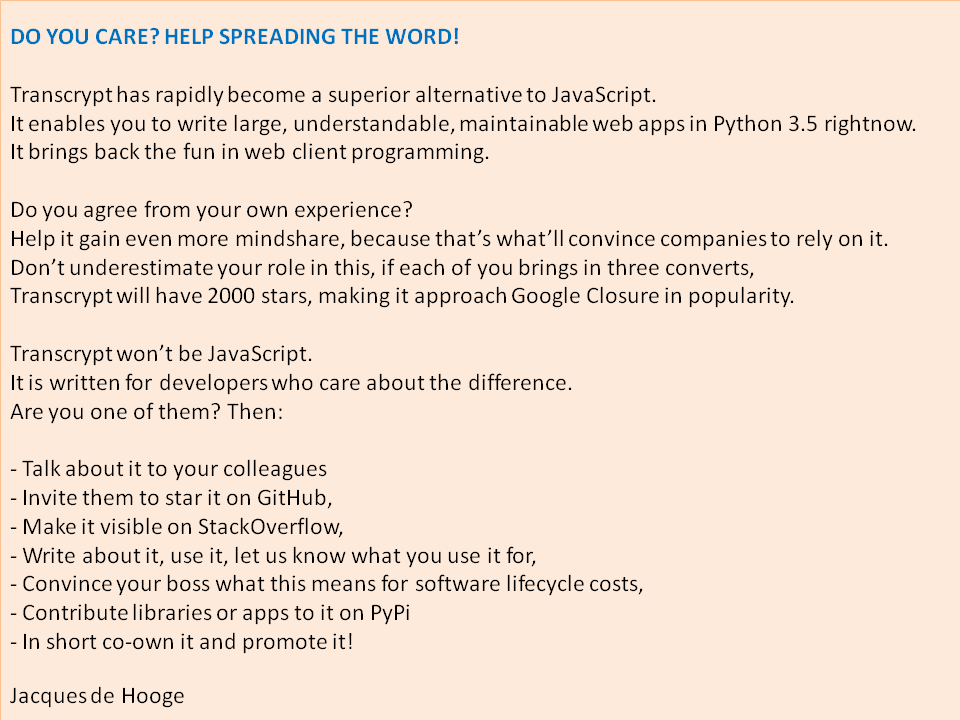 DO YOU CARE? HELP SPREADING THE WORD!
Transcrypt has rapidly become a superior alternative to JavaScript.
It enables you to write large, understandable, maintainable web apps in Python 3.5 rightnow.
It brings back the fun in web client programming.
Do you agree from your own experience?
Help it gain even more mindshare, because that’s what’ll convince companies to rely on it.
Don’t underestimate your role in this, if each of you brings in three converts,
Transcrypt will have 2000 stars, making it approach Google Closure in popularity.
Transcrypt won’t be JavaScript.
It is written for developers who care about the difference.
Are you one of them? Then:
- Talk about it to your colleagues
- Invite them to star it on GitHub,
- Make it visible on StackOverflow,
- Write about it, use it, let us know what you use it for,
- Convince your boss what this means for software lifecycle costs,
- Contribute libraries or apps to it on PyPi
- In short co-own it and promote it!
Jacques de Hooge